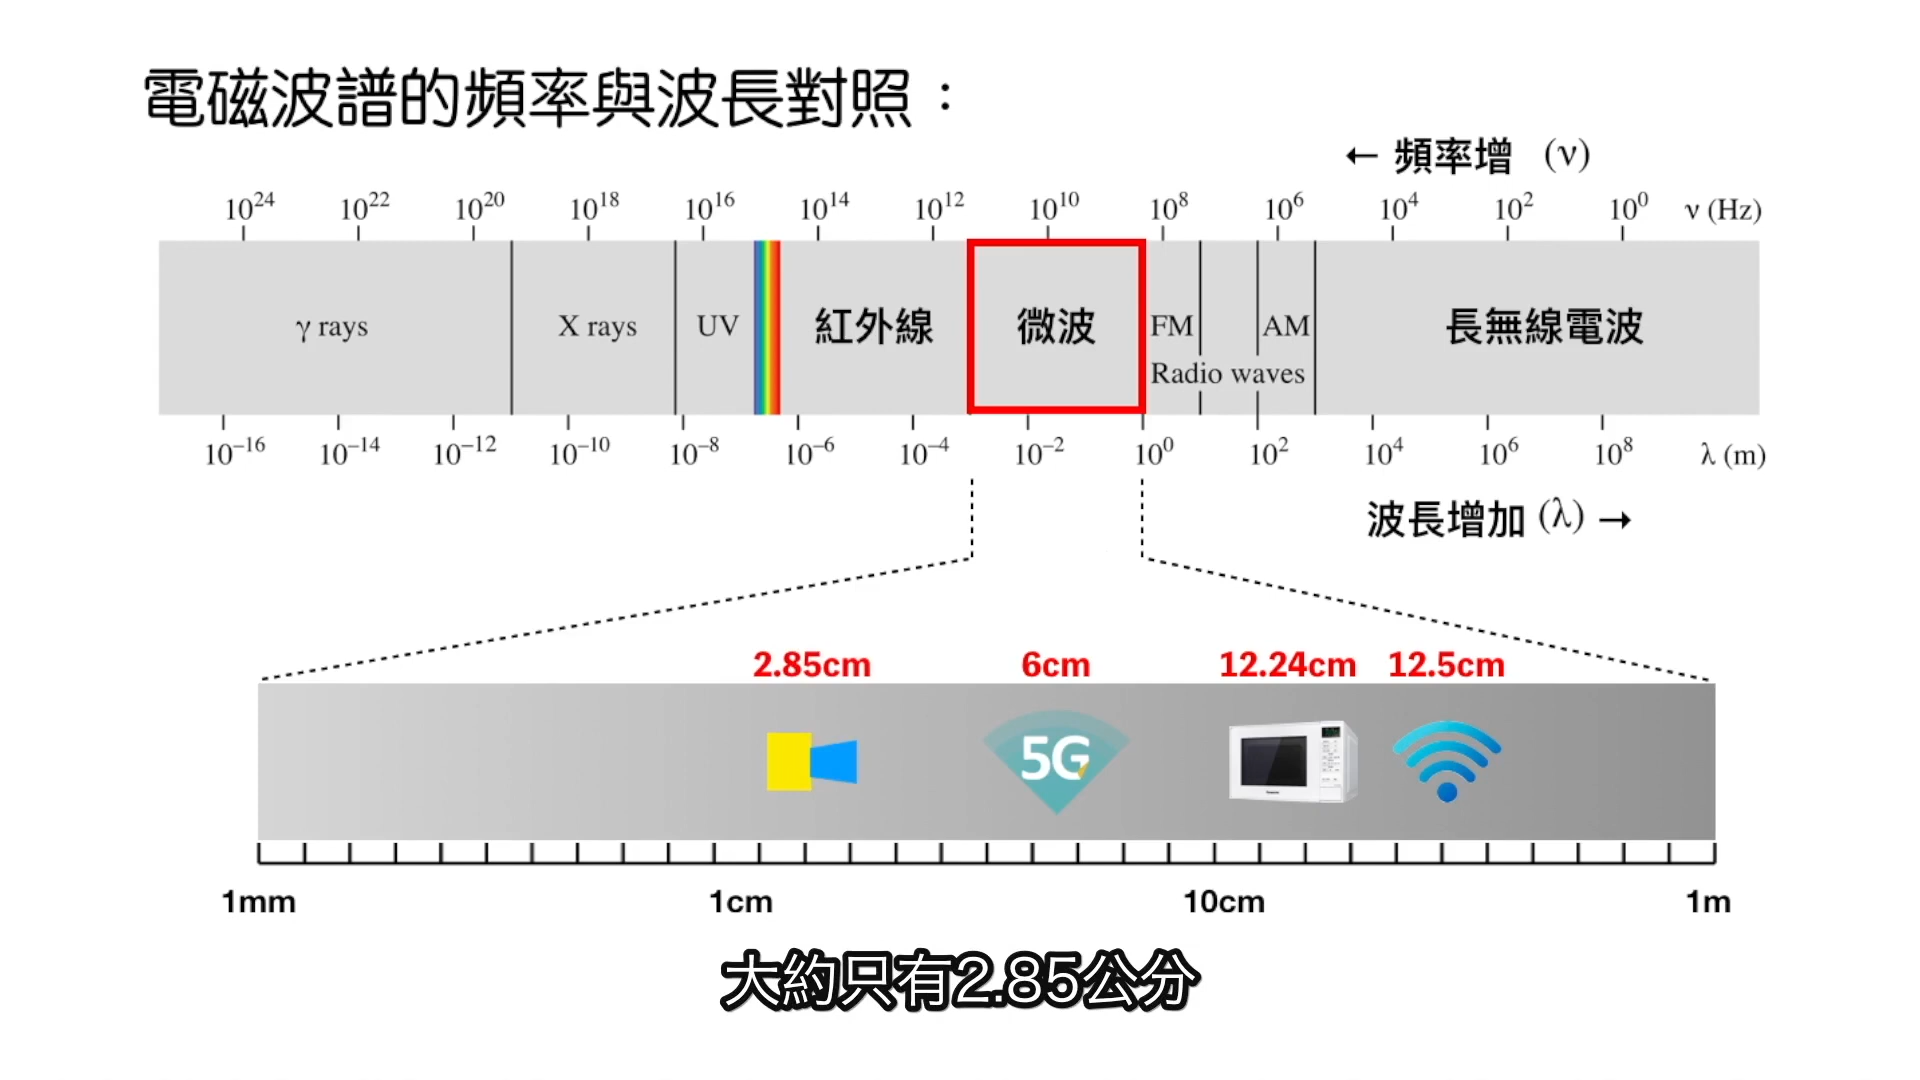 電磁波譜的頻率與波長對照：
← 頻率增 (ν)
10²⁴ 10²² 10²⁰ 10¹⁸ 10¹⁶ 10¹⁴ 10¹² 10¹⁰ 10⁸ 10⁶ 10⁴ 10² 10⁰ ν (Hz)
γ rays X rays UV 紅外線 微波 FM AM 長無線電波
Radio waves
10⁻¹⁶ 10⁻¹⁴ 10⁻¹² 10⁻¹⁰ 10⁻⁸ 10⁻⁶ 10⁻⁴ 10⁻² 10⁰ 10² 10⁴ 10⁶ 10⁸ λ (m)
波長增加 (λ) →
2.85cm 6cm 12.24cm 12.5cm
5G
1mm 1cm 10cm 1m
大約只有2.85公分